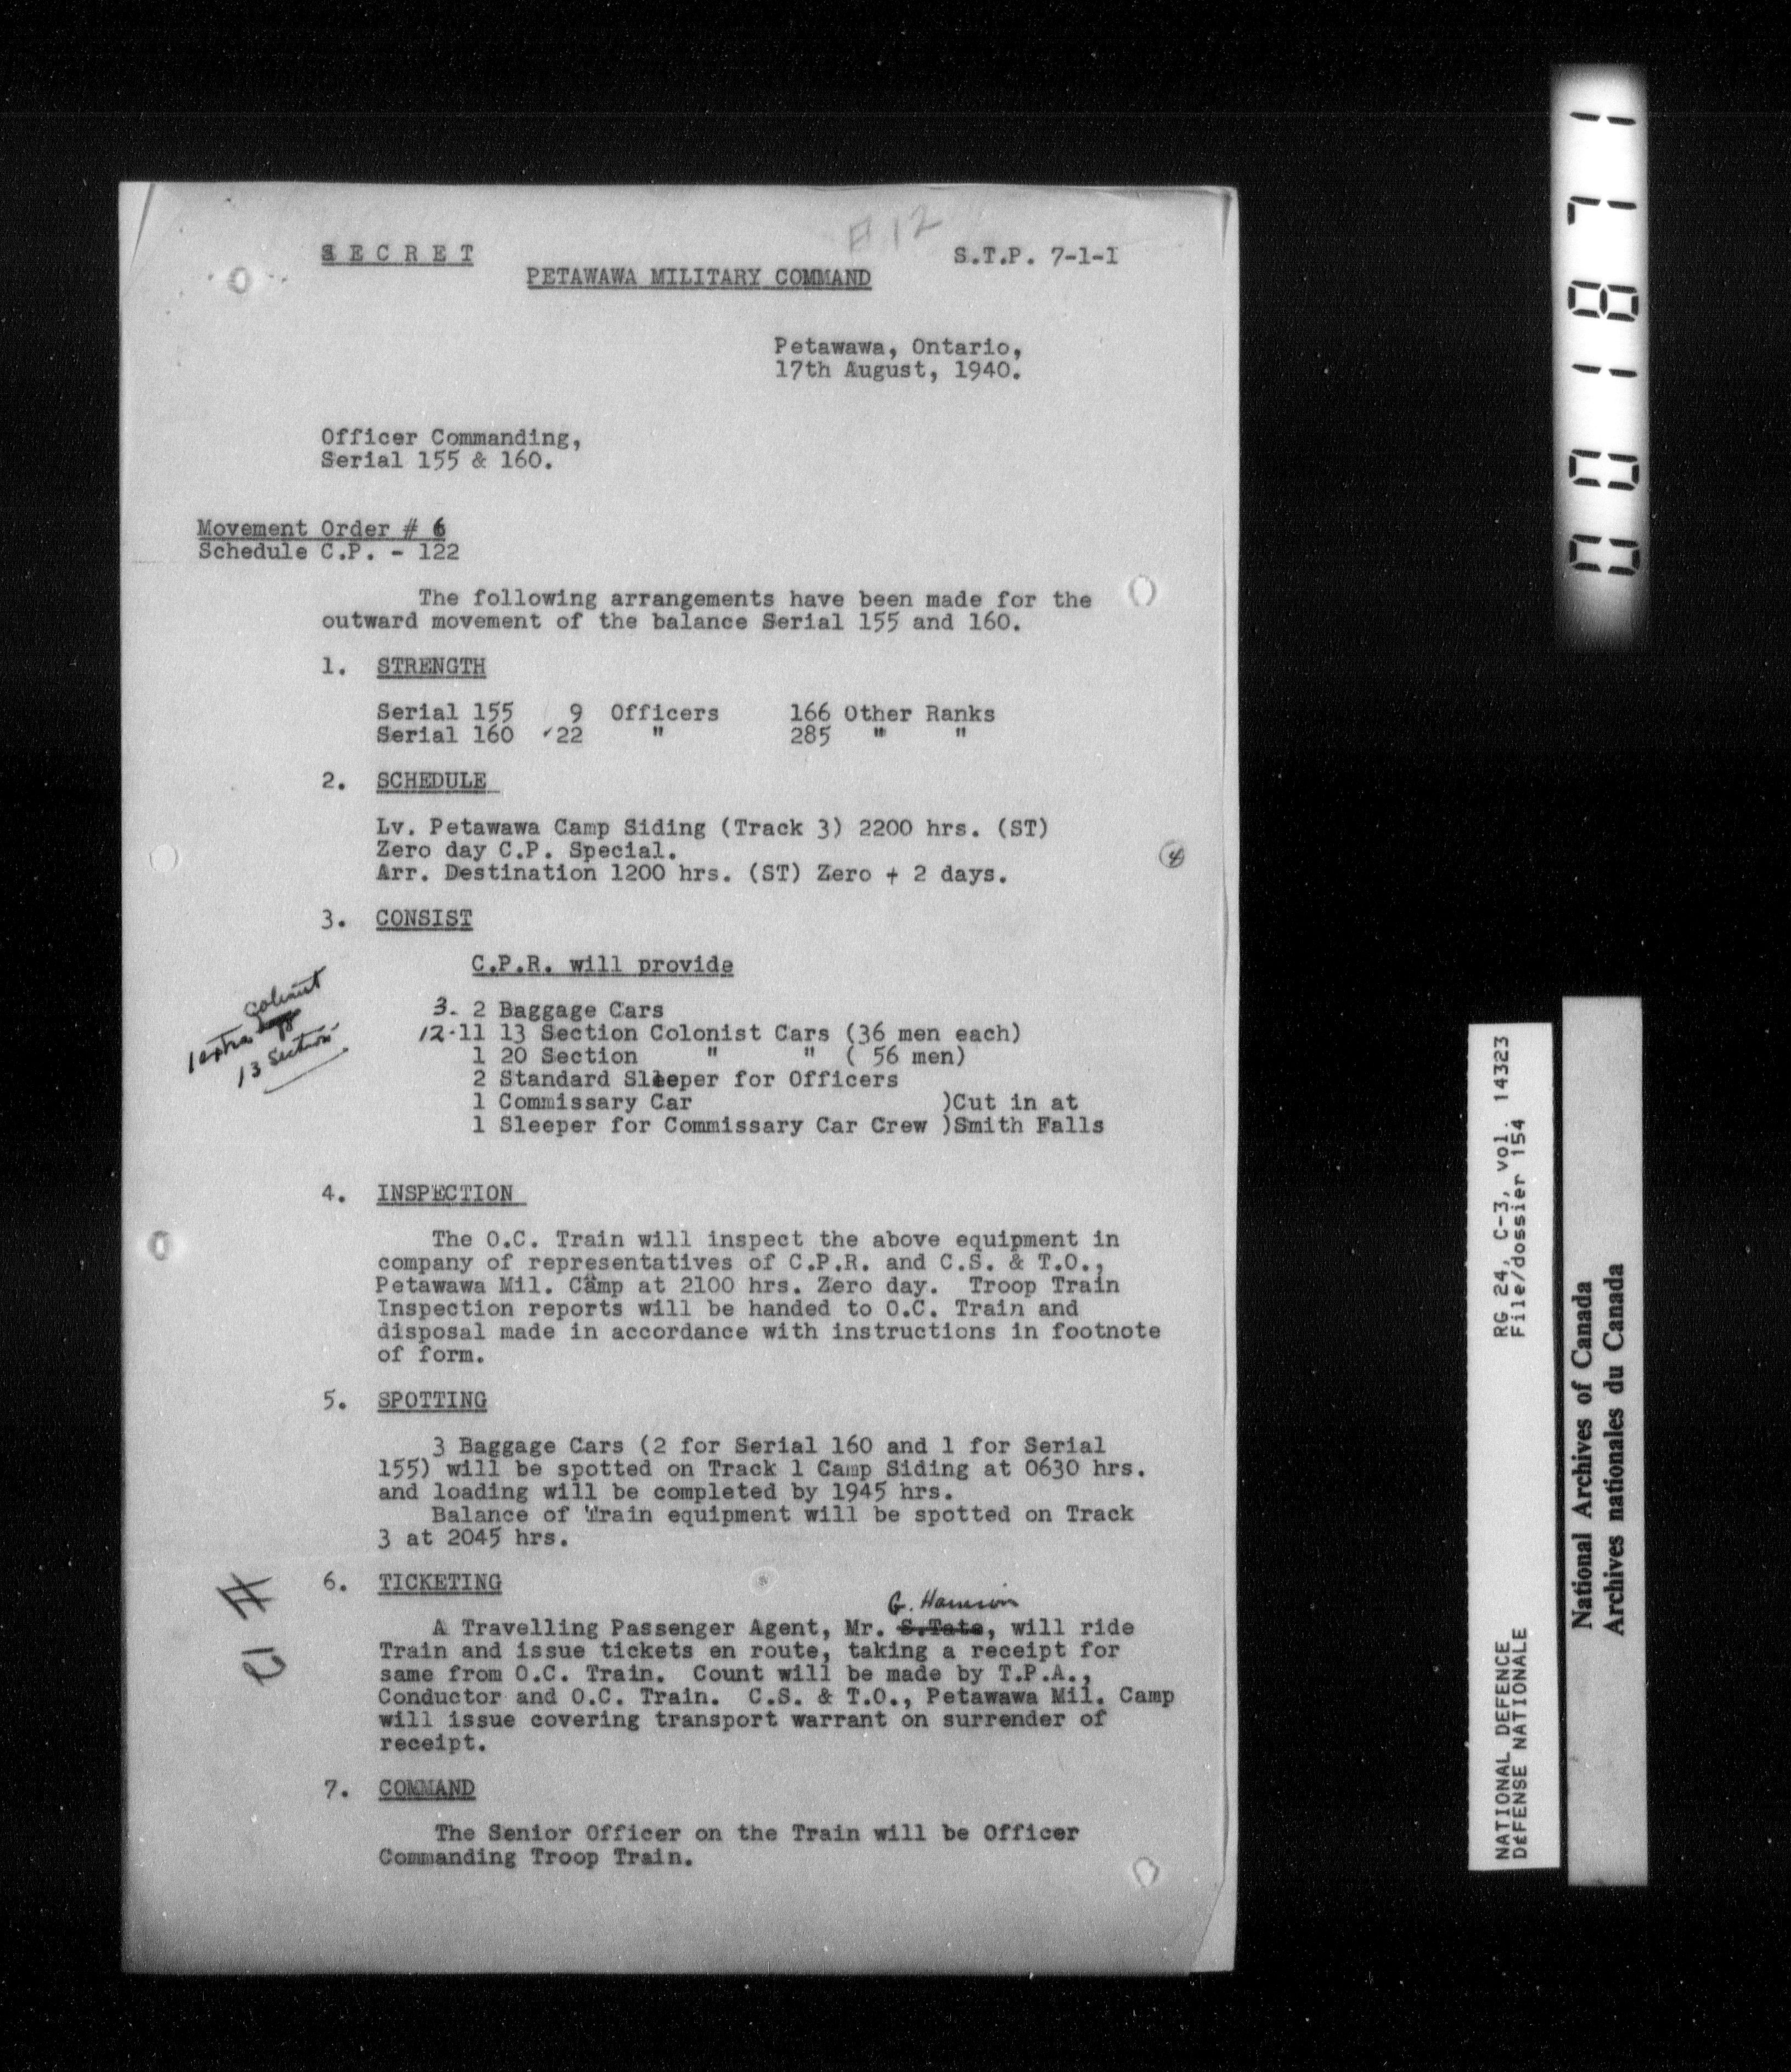 # 12
SECRET
S.T.P. 7-1-1
PETAWAWA MILITARY COMMAND
Petawawa, Ontario,
17th August, 1940.
Officer Commanding,
Serial 155 & 160.
Movement Order # 6
Schedule C.P. - 122
The following arrangements have been made for the
outward movement of the balance Serial 155 and 160.
1. STRENGTH
Serial 155 9 Officers 166 Other Ranks
Serial 160 22 " 285 " "
2. SCHEDULE
Lv. Petawawa Camp Siding (Track 3) 2200 hrs. (ST)
Zero day C.P. Special.
4
Arr. Destination 1200 hrs. (ST) Zero + 2 days.
3. CONSIST
C.P.R. will provide
colonist
1 extra
13 Section
3- 2 Baggage Cars
12-11 13 Section Colonist Cars (36 men each)
1 20 Section " " ( 56 men)
2 Standard Sleeper for Officers
1 Commissary Car )Cut in at
1 Sleeper for Commissary Car Crew )Smith Falls
4. INSPECTION
The O.C. Train will inspect the above equipment in
company of representatives of C.P.R. and C.S. & T.O.,
Petawawa Mil. Camp at 2100 hrs. Zero day. Troop Train
Inspection reports will be handed to O.C. Train and
disposal made in accordance with instructions in footnote
of form.
5. SPOTTING
3 Baggage Cars (2 for Serial 160 and 1 for Serial
155) will be spotted on Track 1 Camp Siding at 0630 hrs.
and loading will be completed by 1945 hrs.
Balance of Train equipment will be spotted on Track
3 at 2045 hrs.
# 12
6. TICKETING
G. Harrison
A Travelling Passenger Agent, Mr. S.Tate, will ride
Train and issue tickets en route, taking a receipt for
same from O.C. Train. Count will be made by T.P.A.,
Conductor and O.C. Train. C.S. & T.O., Petawawa Mil. Camp
will issue covering transport warrant on surrender of
receipt.
7. COMMAND
The Senior Officer on the Train will be Officer
Commanding Troop Train.
001871
NATIONAL DEFENCE RG 24, C-3, vol. 14323
DéFENSE NATIONALE File/dossier 154
National Archives of Canada
Archives nationales du Canada